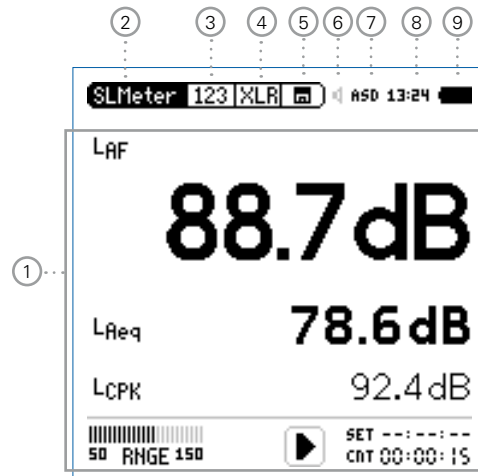 2 3 4 5 6 7 8 9
SLMeter 123 XLR ASD 13:24
LAF
88.7dB
1
LAeq
78.6dB
LCPK
92.4dB
50 RNGE 150
SET --:--:--
CNT 00:00:15